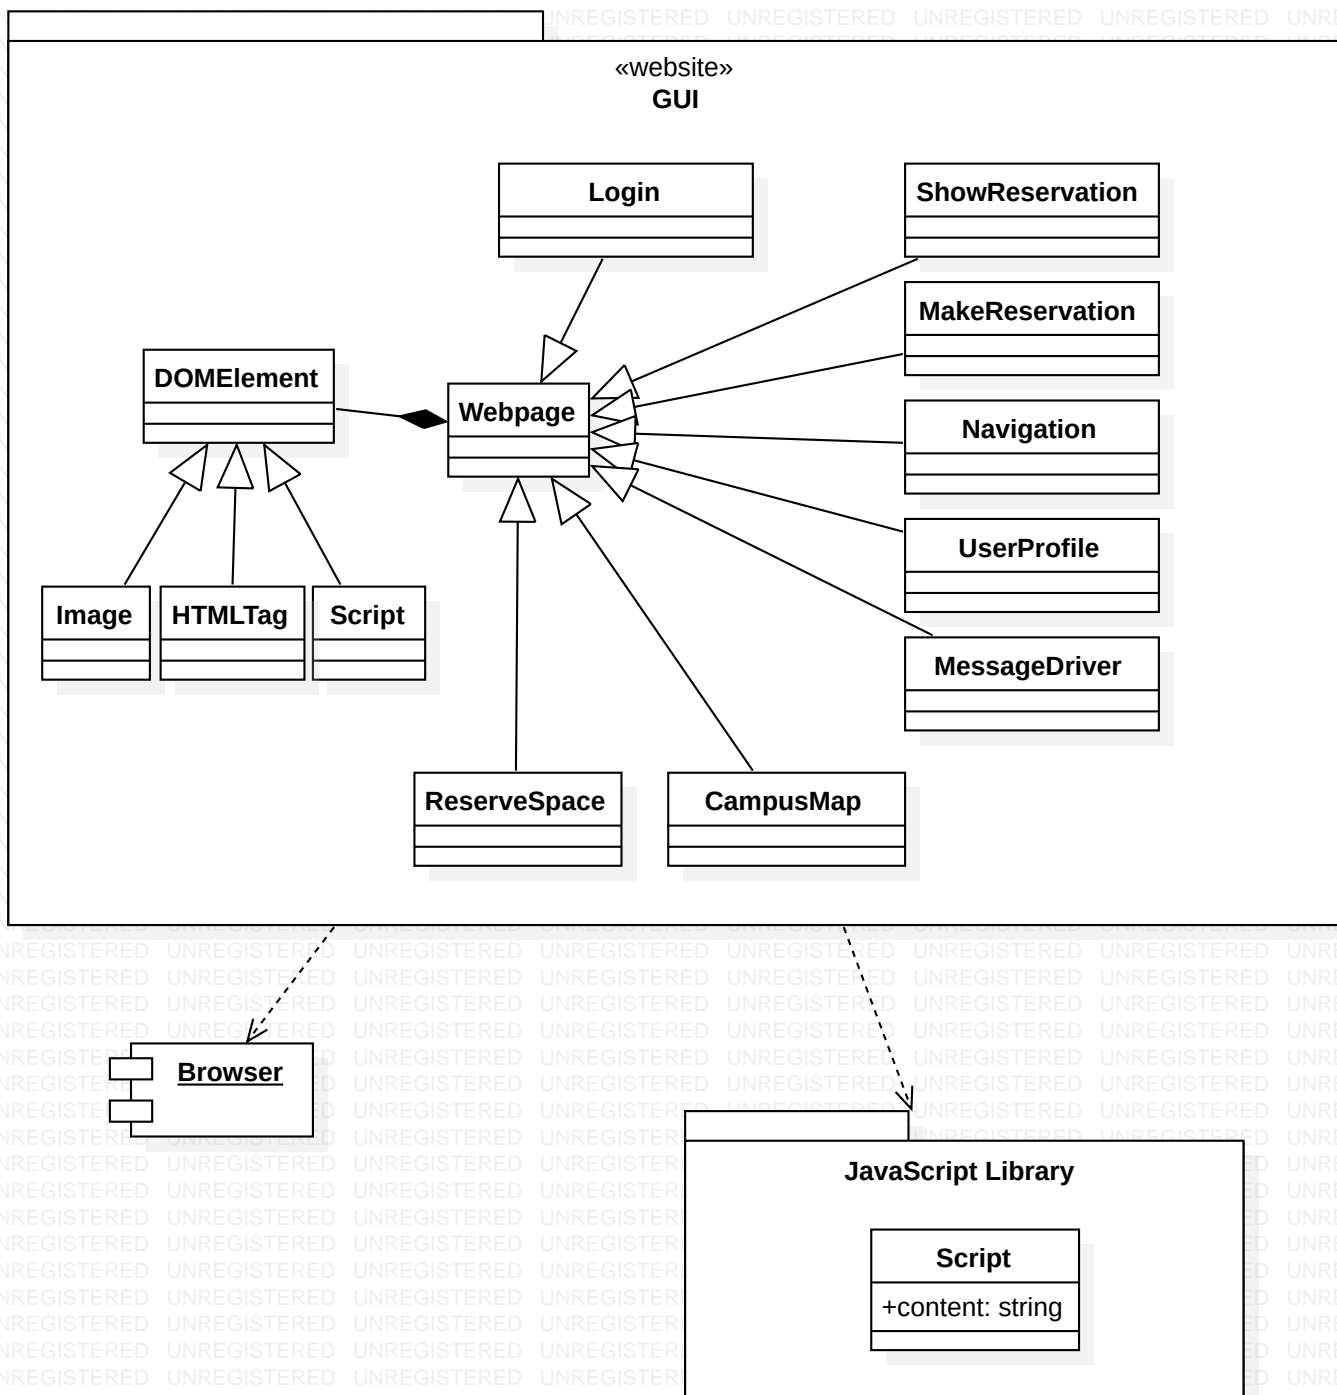 «website»
GUI
Login
ShowReservation
MakeReservation
DOMElement
Webpage
Navigation
UserProfile
Image
HTMLTag
Script
MessageDriver
ReserveSpace
CampusMap
Browser
JavaScript Library
Script
+content: string
UNREGISTERED